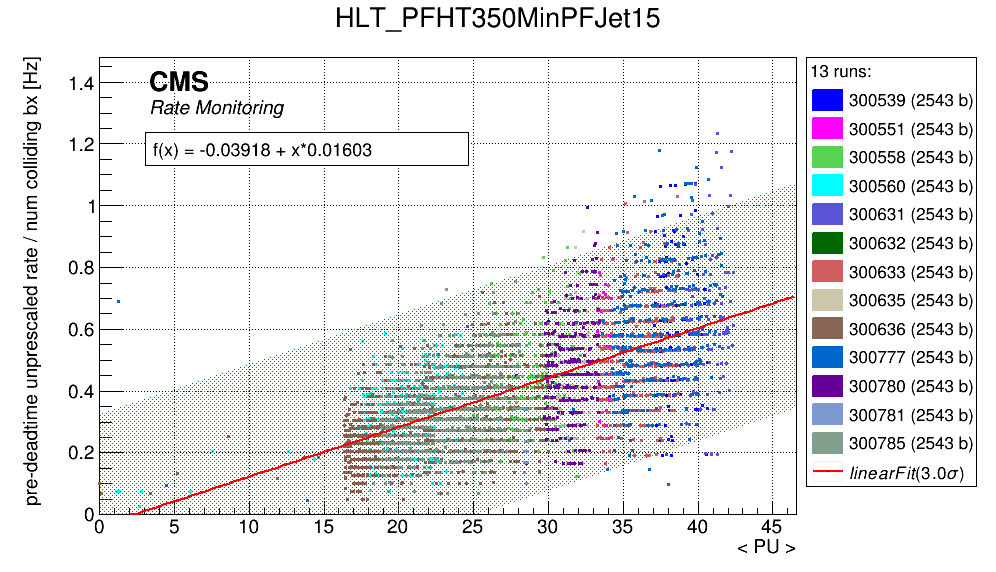 HLT_PFHT350MinPFJet15
pre-deadtime unprescaled rate / num colliding bx [Hz]
CMS
Rate Monitoring
f(x) = -0.03918 + x*0.01603
1.4
1.2
1
0.8
0.6
0.4
0.2
0
0 5 10 15 20 25 30 35 40 45
< PU >
13 runs:
300539 (2543 b)
300551 (2543 b)
300558 (2543 b)
300560 (2543 b)
300631 (2543 b)
300632 (2543 b)
300633 (2543 b)
300635 (2543 b)
300636 (2543 b)
300777 (2543 b)
300780 (2543 b)
300781 (2543 b)
300785 (2543 b)
linearFit(3.0σ)